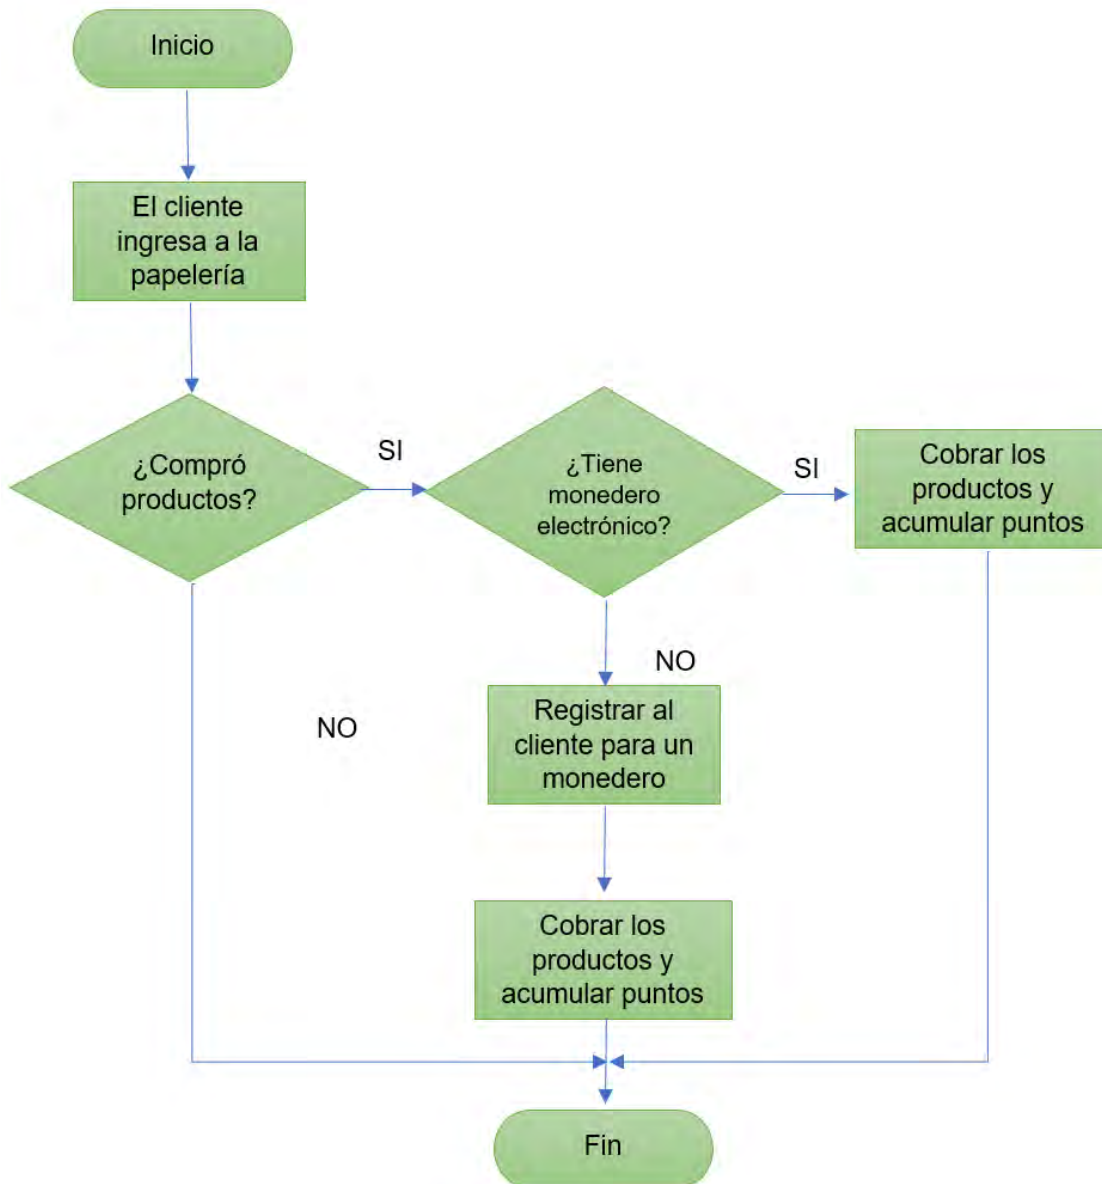 Inicio
El cliente
ingresa a la
papelería
¿Compró
productos?
SI
¿Tiene
monedero
electrónico?
SI
Cobrar los
productos y
acumular puntos
NO
NO
Registrar al
cliente para un
monedero
Cobrar los
productos y
acumular puntos
Fin